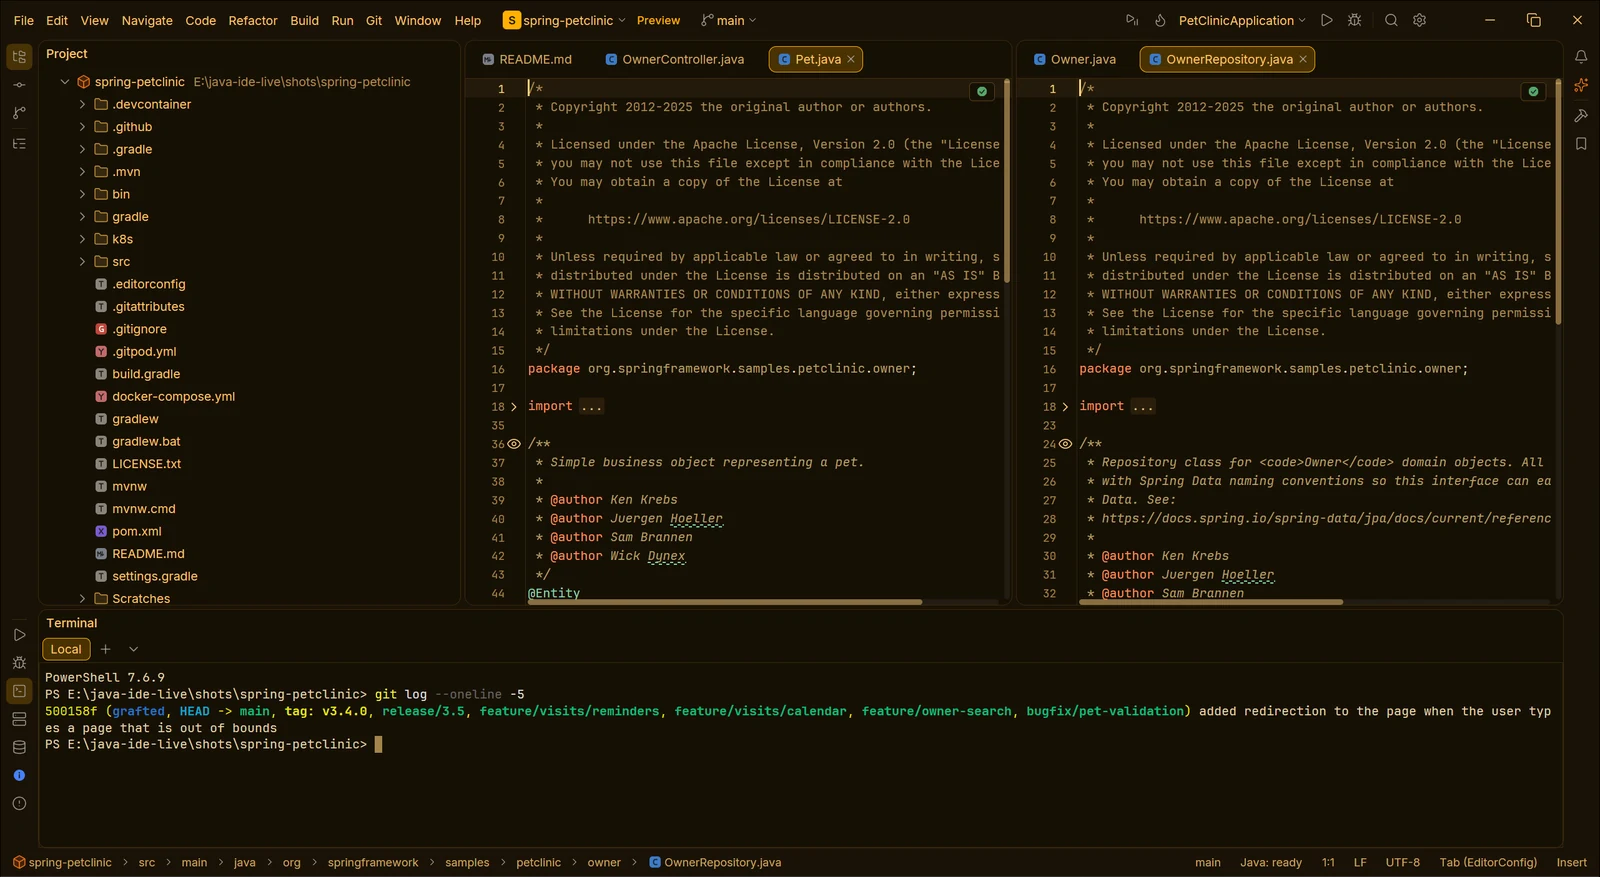 File Edit View Navigate Code Refactor Build Run Git Window Help S spring-petclinic Preview main PetClinicApplication
Project
spring-petclinic E:\java-ide-live\shots\spring-petclinic
.devcontainer
.github
.gradle
.mvn
bin
gradle
k8s
src
T .editorconfig
T .gitattributes
G .gitignore
Y .gitpod.yml
T build.gradle
Y docker-compose.yml
T gradlew
T gradlew.bat
T LICENSE.txt
T mvnw
T mvnw.cmd
X pom.xml
README.md
T settings.gradle
Scratches
README.md C OwnerController.java C Pet.java
1 /*
2 * Copyright 2012-2025 the original author or authors.
3 *
4 * Licensed under the Apache License, Version 2.0 (the "License
5 * you may not use this file except in compliance with the Lice
6 * You may obtain a copy of the License at
7 *
8 * https://www.apache.org/licenses/LICENSE-2.0
9 *
10 * Unless required by applicable law or agreed to in writing, s
11 * distributed under the License is distributed on an "AS IS" B
12 * WITHOUT WARRANTIES OR CONDITIONS OF ANY KIND, either express
13 * See the License for the specific language governing permissi
14 * limitations under the License.
15 */
16 package org.springframework.samples.petclinic.owner;
17
18 import ...
35
36 /**
37 * Simple business object representing a pet.
38 *
39 * @author Ken Krebs
40 * @author Juergen Hoeller
41 * @author Sam Brannen
42 * @author Wick Dynex
43 */
44 @Entity
C Owner.java C OwnerRepository.java
1 /*
2 * Copyright 2012-2025 the original author or authors.
3 *
4 * Licensed under the Apache License, Version 2.0 (the "License
5 * you may not use this file except in compliance with the Lice
6 * You may obtain a copy of the License at
7 *
8 * https://www.apache.org/licenses/LICENSE-2.0
9 *
10 * Unless required by applicable law or agreed to in writing, s
11 * distributed under the License is distributed on an "AS IS" B
12 * WITHOUT WARRANTIES OR CONDITIONS OF ANY KIND, either express
13 * See the License for the specific language governing permissi
14 * limitations under the License.
15 */
16 package org.springframework.samples.petclinic.owner;
17
18 import ...
23
24 /**
25 * Repository class for <code>Owner</code> domain objects. All
26 * with Spring Data naming conventions so this interface can ea
27 * Data. See:
28 * https://docs.spring.io/spring-data/jpa/docs/current/referenc
29 *
30 * @author Ken Krebs
31 * @author Juergen Hoeller
32 * @author Sam Brannen
Terminal
Local
PowerShell 7.6.9
PS E:\java-ide-live\shots\spring-petclinic> git log --oneline -5
500158f (grafted, HEAD -> main, tag: v3.4.0, release/3.5, feature/visits/reminders, feature/visits/calendar, feature/owner-search, bugfix/pet-validation) added redirection to the page when the user typ
es a page that is out of bounds
PS E:\java-ide-live\shots\spring-petclinic>
spring-petclinic src main java org springframework samples petclinic owner C OwnerRepository.java main Java: ready 1:1 LF UTF-8 Tab (EditorConfig) Insert